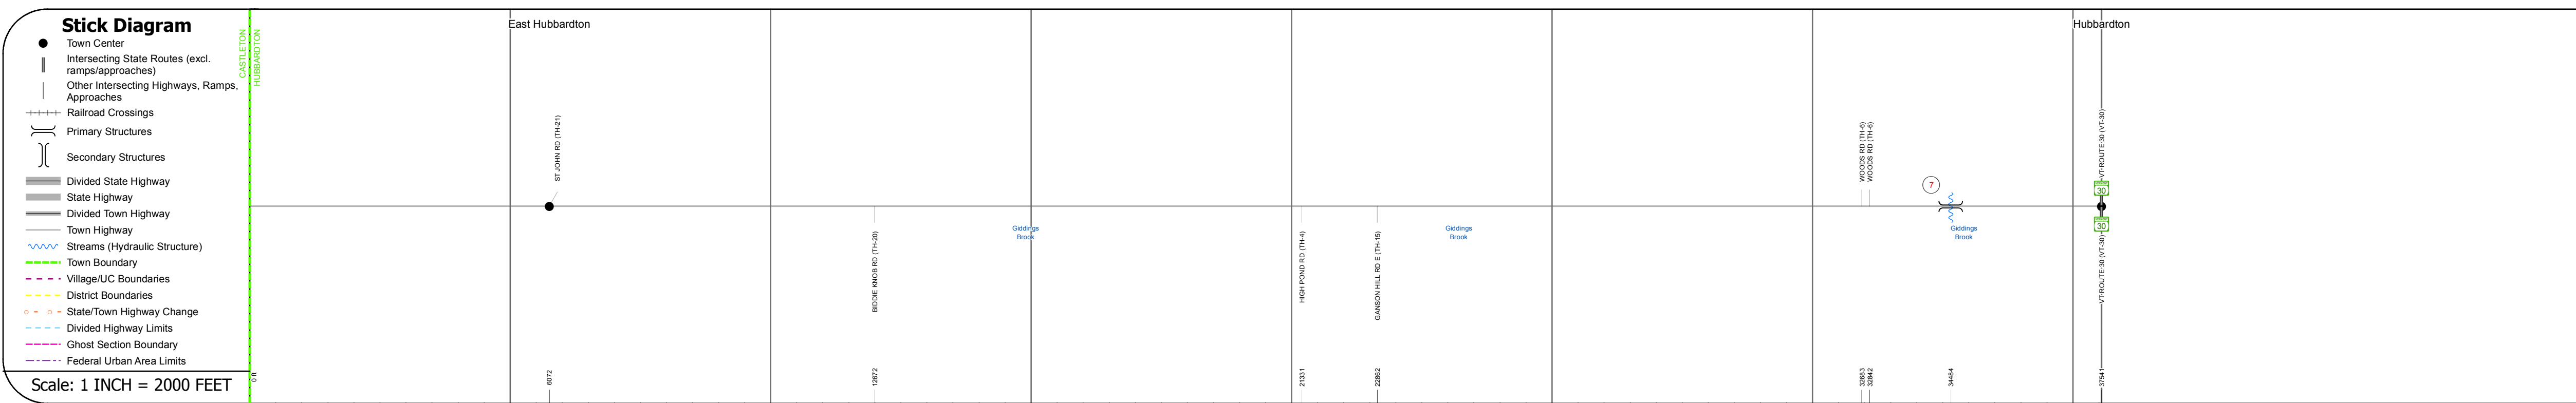 Stick Diagram
Town Center
Intersecting State Routes (excl.
ramps/approaches)
Other Intersecting Highways, Ramps,
Approaches
Railroad Crossings
Primary Structures
Secondary Structures
Divided State Highway
State Highway
Divided Town Highway
Town Highway
Streams (Hydraulic Structure)
Town Boundary
Village/UC Boundaries
District Boundaries
State/Town Highway Change
Divided Highway Limits
Ghost Section Boundary
Federal Urban Area Limits
Scale: 1 INCH = 2000 FEET
CASTLETON
HUBBARDTON
East Hubbardton
Hubbardton
ST JOHN RD (TH-21)
BIDDIE KNOB RD (TH-20)
Giddings
Brook
HIGH POND RD (TH-4)
GANSON HILL RD E (TH-15)
Giddings
Brook
WOODS RD (TH-6)
WOODS RD (TH-6)
7
Giddings
Brook
VT-ROUTE-30 (VT-30)
30
30
VT-ROUTE-30 (VT-30)
0 ft
6072
12672
21331
22862
32683
32842
34484
37541